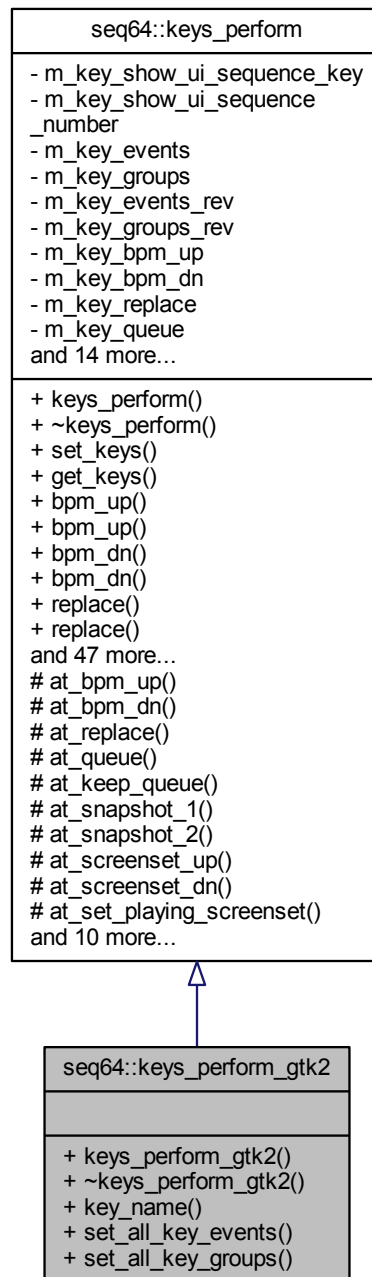 seq64::keys_perform
- m_key_show_ui_sequence_key
- m_key_show_ui_sequence
_number
- m_key_events
- m_key_groups
- m_key_events_rev
- m_key_groups_rev
- m_key_bpm_up
- m_key_bpm_dn
- m_key_replace
- m_key_queue
and 14 more...
+ keys_perform()
+ ~keys_perform()
+ set_keys()
+ get_keys()
+ bpm_up()
+ bpm_up()
+ bpm_dn()
+ bpm_dn()
+ replace()
+ replace()
and 47 more...
# at_bpm_up()
# at_bpm_dn()
# at_replace()
# at_queue()
# at_keep_queue()
# at_snapshot_1()
# at_snapshot_2()
# at_screenset_up()
# at_screenset_dn()
# at_set_playing_screenset()
and 10 more...
seq64::keys_perform_gtk2
+ keys_perform_gtk2()
+ ~keys_perform_gtk2()
+ key_name()
+ set_all_key_events()
+ set_all_key_groups()